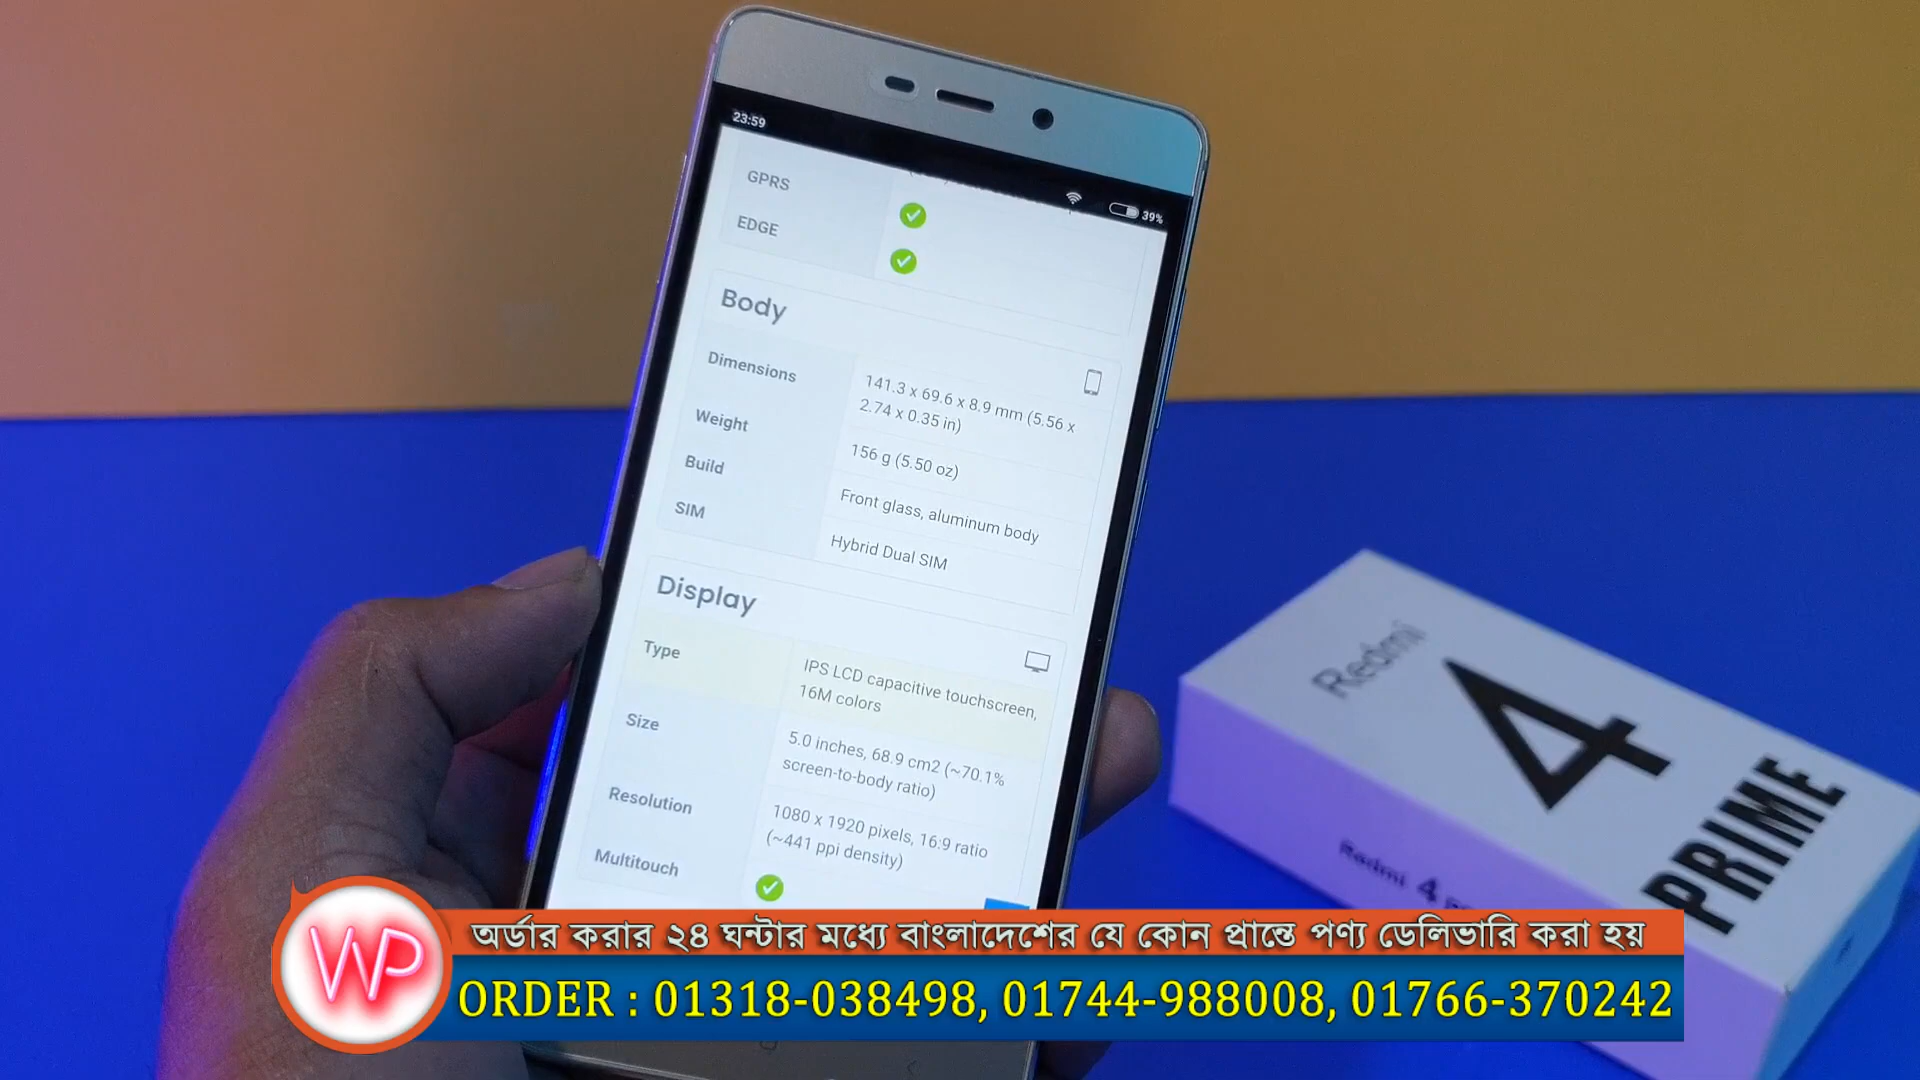 23:59
39%
GPRS
EDGE
Body
Dimensions
141.3 x 69.6 x 8.9 mm (5.56 x
2.74 x 0.35 in)
Weight
156 g (5.50 oz)
Build
Front glass, aluminum body
SIM
Hybrid Dual SIM
Display
Type
IPS LCD capacitive touchscreen,
16M colors
Size
5.0 inches, 68.9 cm2 (~70.1%
screen-to-body ratio)
Resolution
1080 x 1920 pixels, 16:9 ratio
(~441 ppi density)
Multitouch
Redmi
4
PRIME
Redmi 4
WP
অর্ডার করার ২৪ ঘন্টার মধ্যে বাংলাদেশের যে কোন প্রান্তে পণ্য ডেলিভারি করা হয়
ORDER : 01318-038498, 01744-988008, 01766-370242